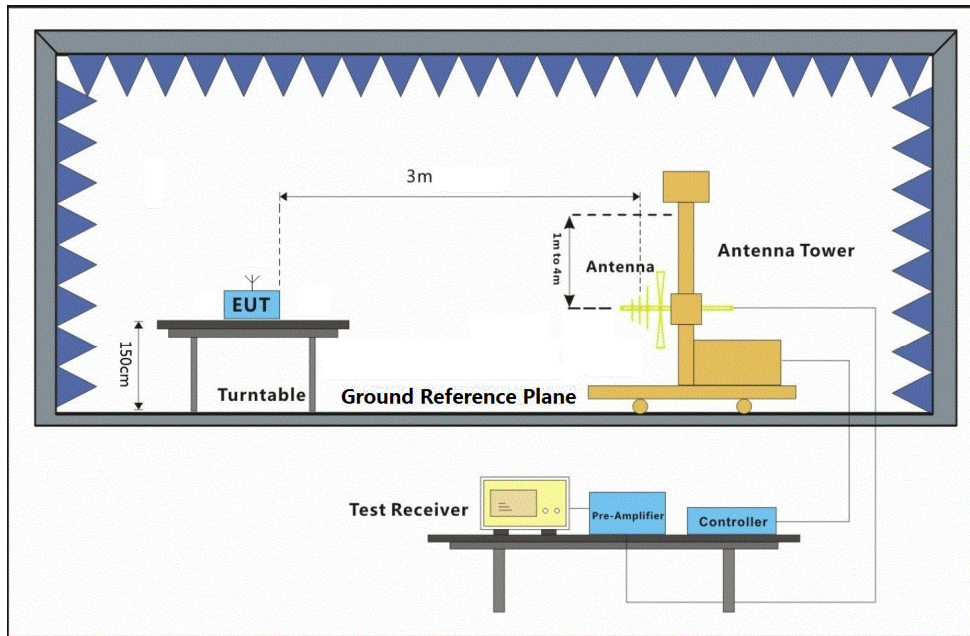 3m
1m to 4m
Antenna
Antenna Tower
EUT
150cm
Turntable
Ground Reference Plane
Test Receiver
Pre-Amplifier
Controller